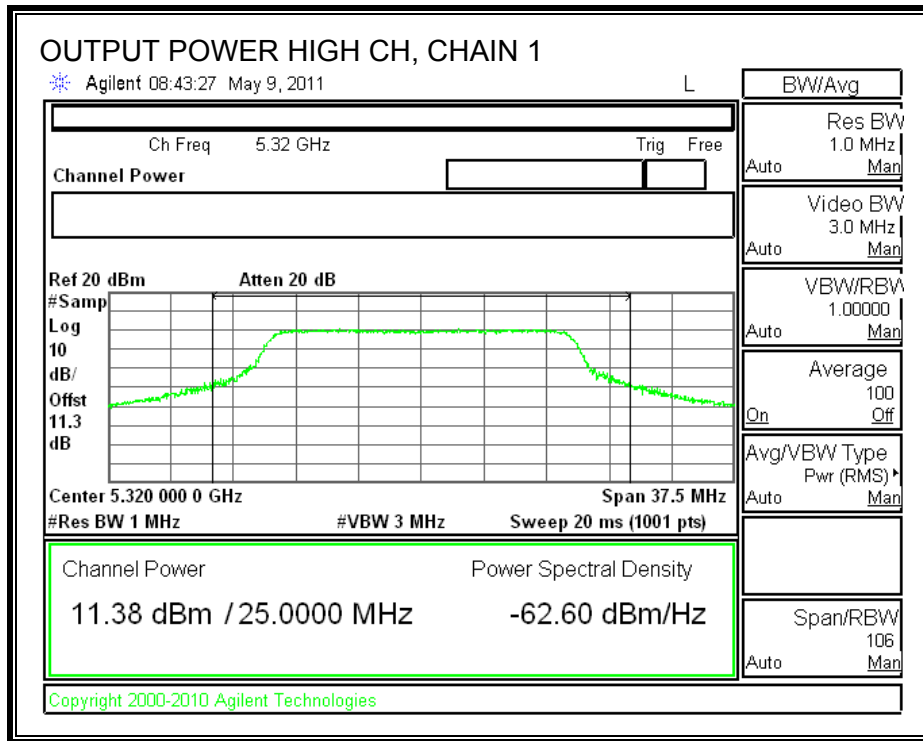 OUTPUT POWER HIGH CH, CHAIN 1
Agilent 08:43:27 May 9, 2011 L
BW/Avg
Ch Freq 5.32 GHz Trig Free
Channel Power
Res BW
1.0 MHz
Auto Man
Video BW
3.0 MHz
Auto Man
VBW/RBW
1.00000
Auto Man
Average
100
On Off
Avg/VBW Type
Pwr (RMS)
Auto Man
Span/RBW
106
Auto Man
Ref 20 dBm Atten 20 dB
#Samp
Log
10
dB/
Offst
11.3
dB
Center 5.320 000 0 GHz Span 37.5 MHz
#Res BW 1 MHz #VBW 3 MHz Sweep 20 ms (1001 pts)
Channel Power Power Spectral Density
11.38 dBm / 25.0000 MHz -62.60 dBm/Hz
Copyright 2000-2010 Agilent Technologies